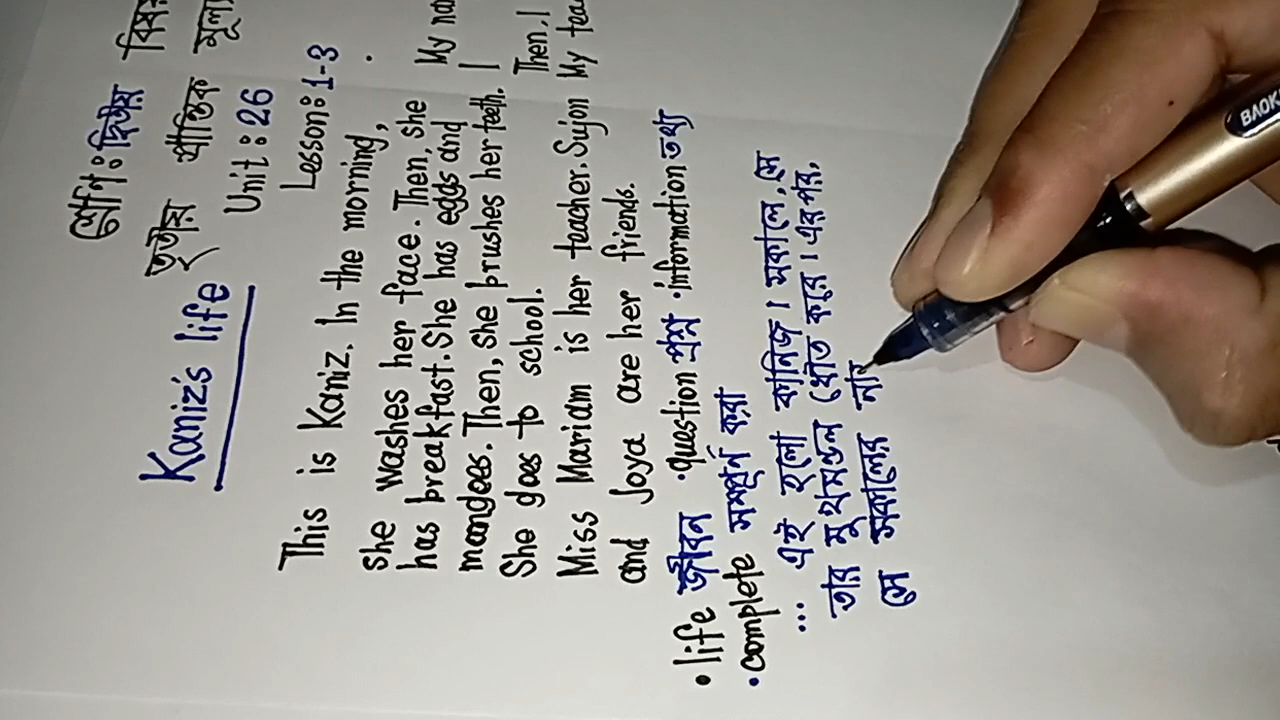 শ্রেণি: দ্বিতীয়
তৃতীয় প্রান্তিক
Unit: 26
Kaniz's life
Lesson: 1-3
This is Kaniz. In the morning,
she washes her face. Then, she
has breakfast. She has eggs and
mangoes. Then, she brushes her teeth.
She goes to school.
Miss Mariam is her teacher. Sujon
and Joya are her friends.
My
I
Then, I
My
• life জীবন • question প্রশ্ন • information তথ্য
• complete সম্পূর্ন করা
... এই হলো কানিজ। সকালে, সে
তার মুখমন্ডল ধৌত করে। এরপর,
সে সকালের না
BAOKE